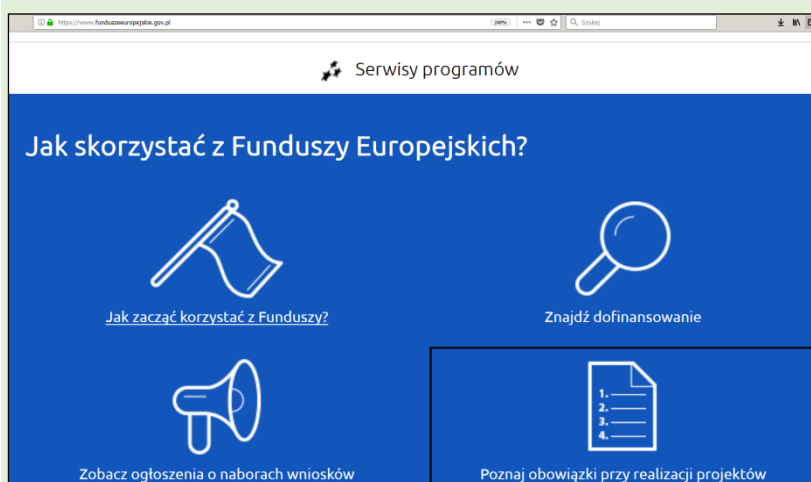 https://www.funduszeeuropejskie.gov.pl
Szukaj
Serwisy programów
Jak skorzystać z Funduszy Europejskich?
Jak zacząć korzystać z Funduszy?
Znajdź dofinansowanie
1.
2.
3.
4.
Zobacz ogłoszenia o naborach wniosków
Poznaj obowiązki przy realizacji projektów